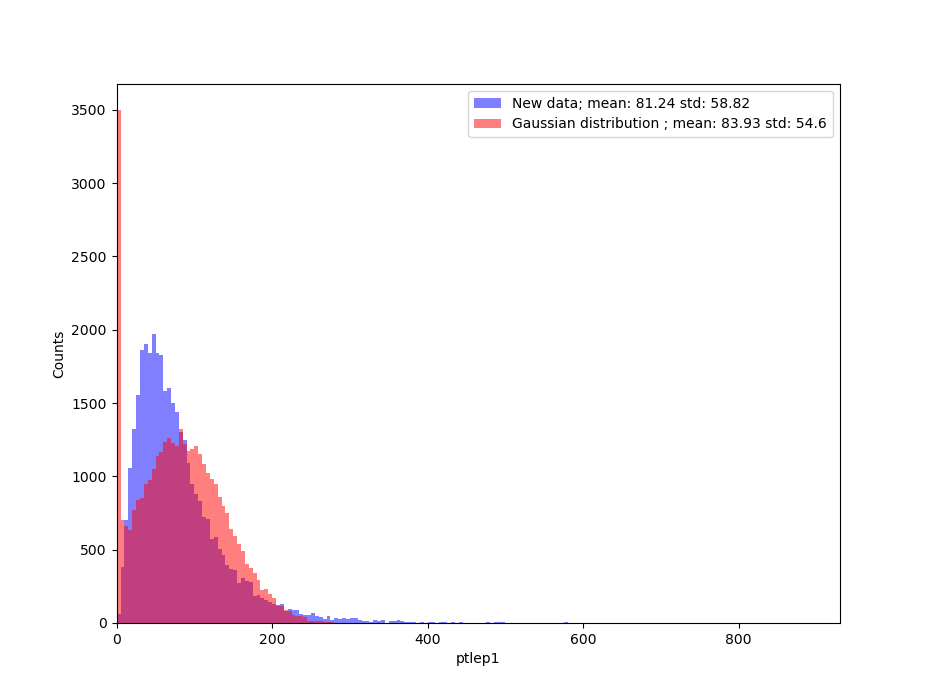 New data; mean: 81.24 std: 58.82
Gaussian distribution ; mean: 83.93 std: 54.6
3500
3000
2500
2000
1500
1000
500
0
Counts
0 200 400 600 800
ptlep1